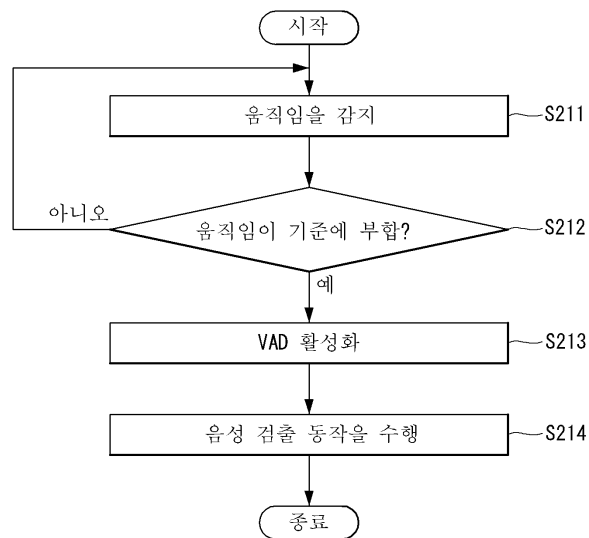 시작
움직임을 감지
S211
아니오
움직임이 기준에 부합?
S212
예
VAD 활성화
S213
음성 검출 동작을 수행
S214
종료